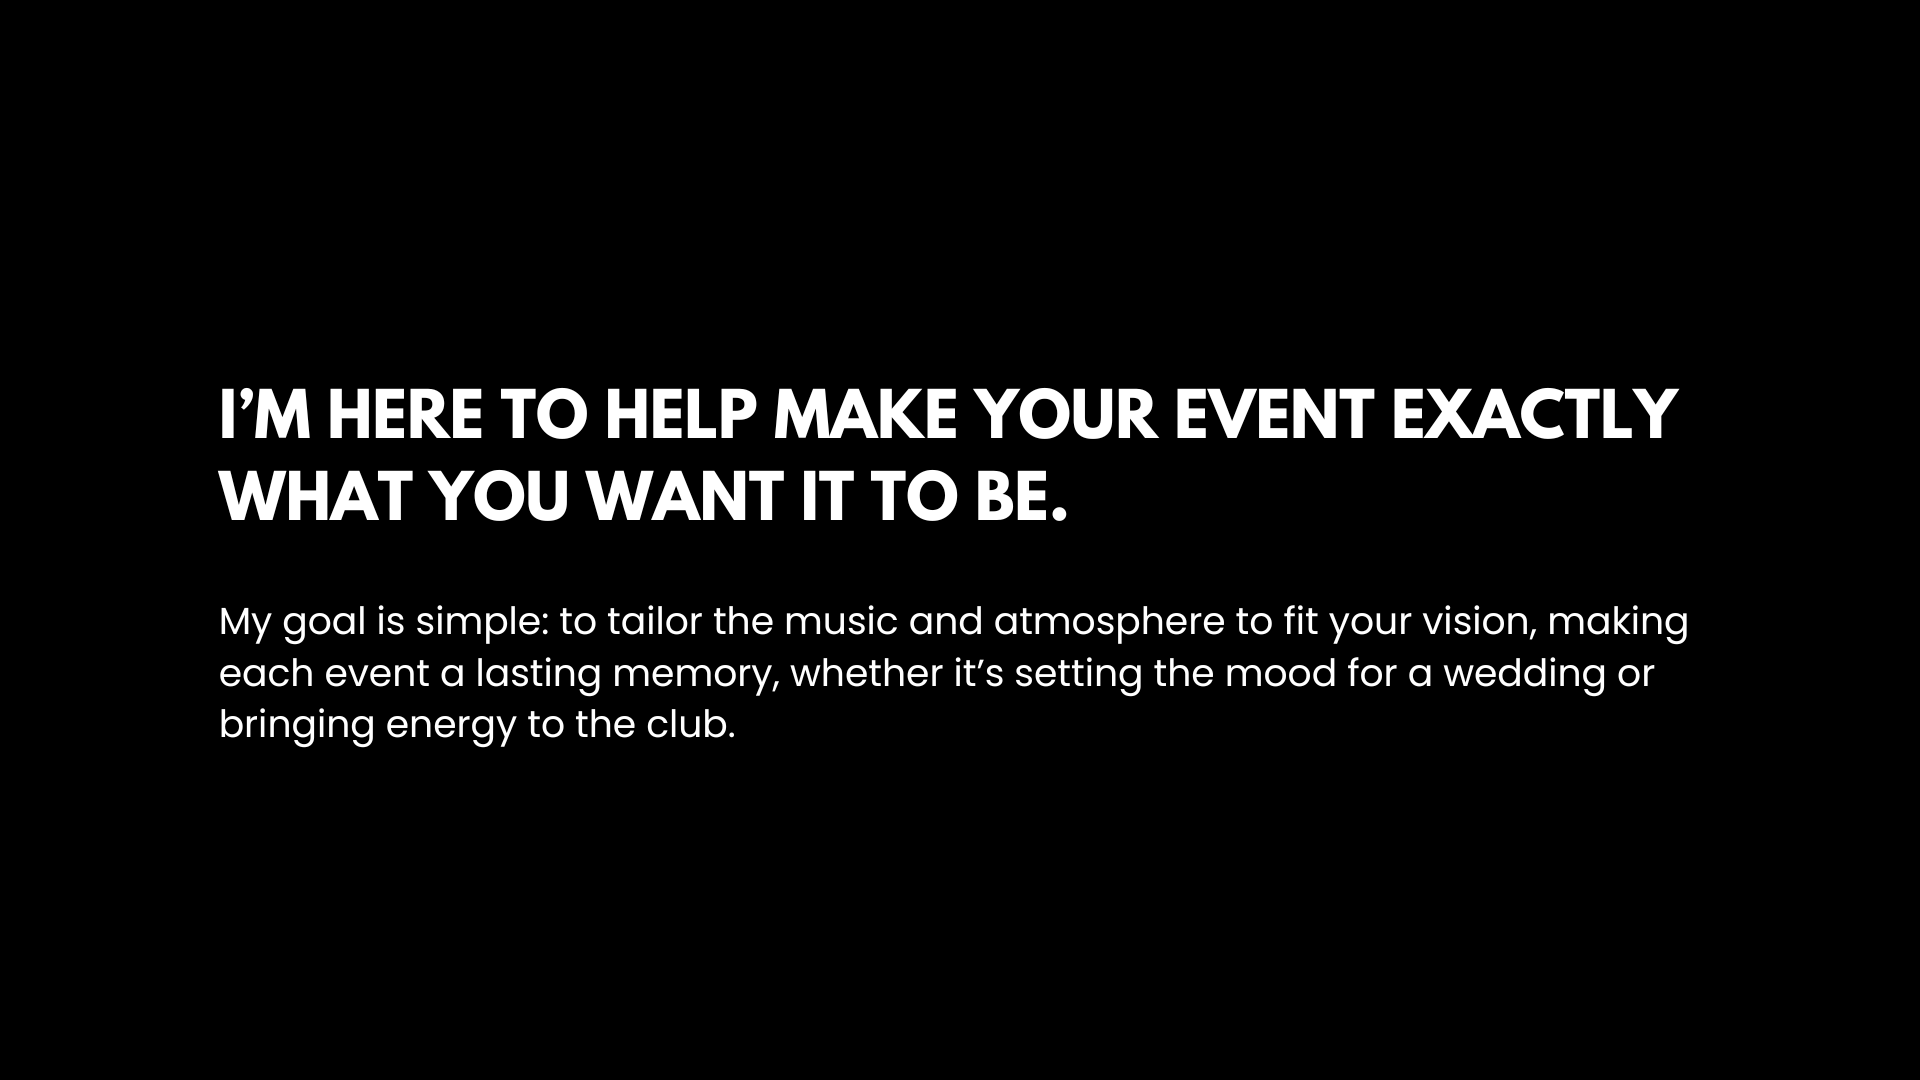 I’M HERE TO HELP MAKE YOUR EVENT EXACTLY
WHAT YOU WANT IT TO BE.
My goal is simple: to tailor the music and atmosphere to fit your vision, making
each event a lasting memory, whether it’s setting the mood for a wedding or
bringing energy to the club.